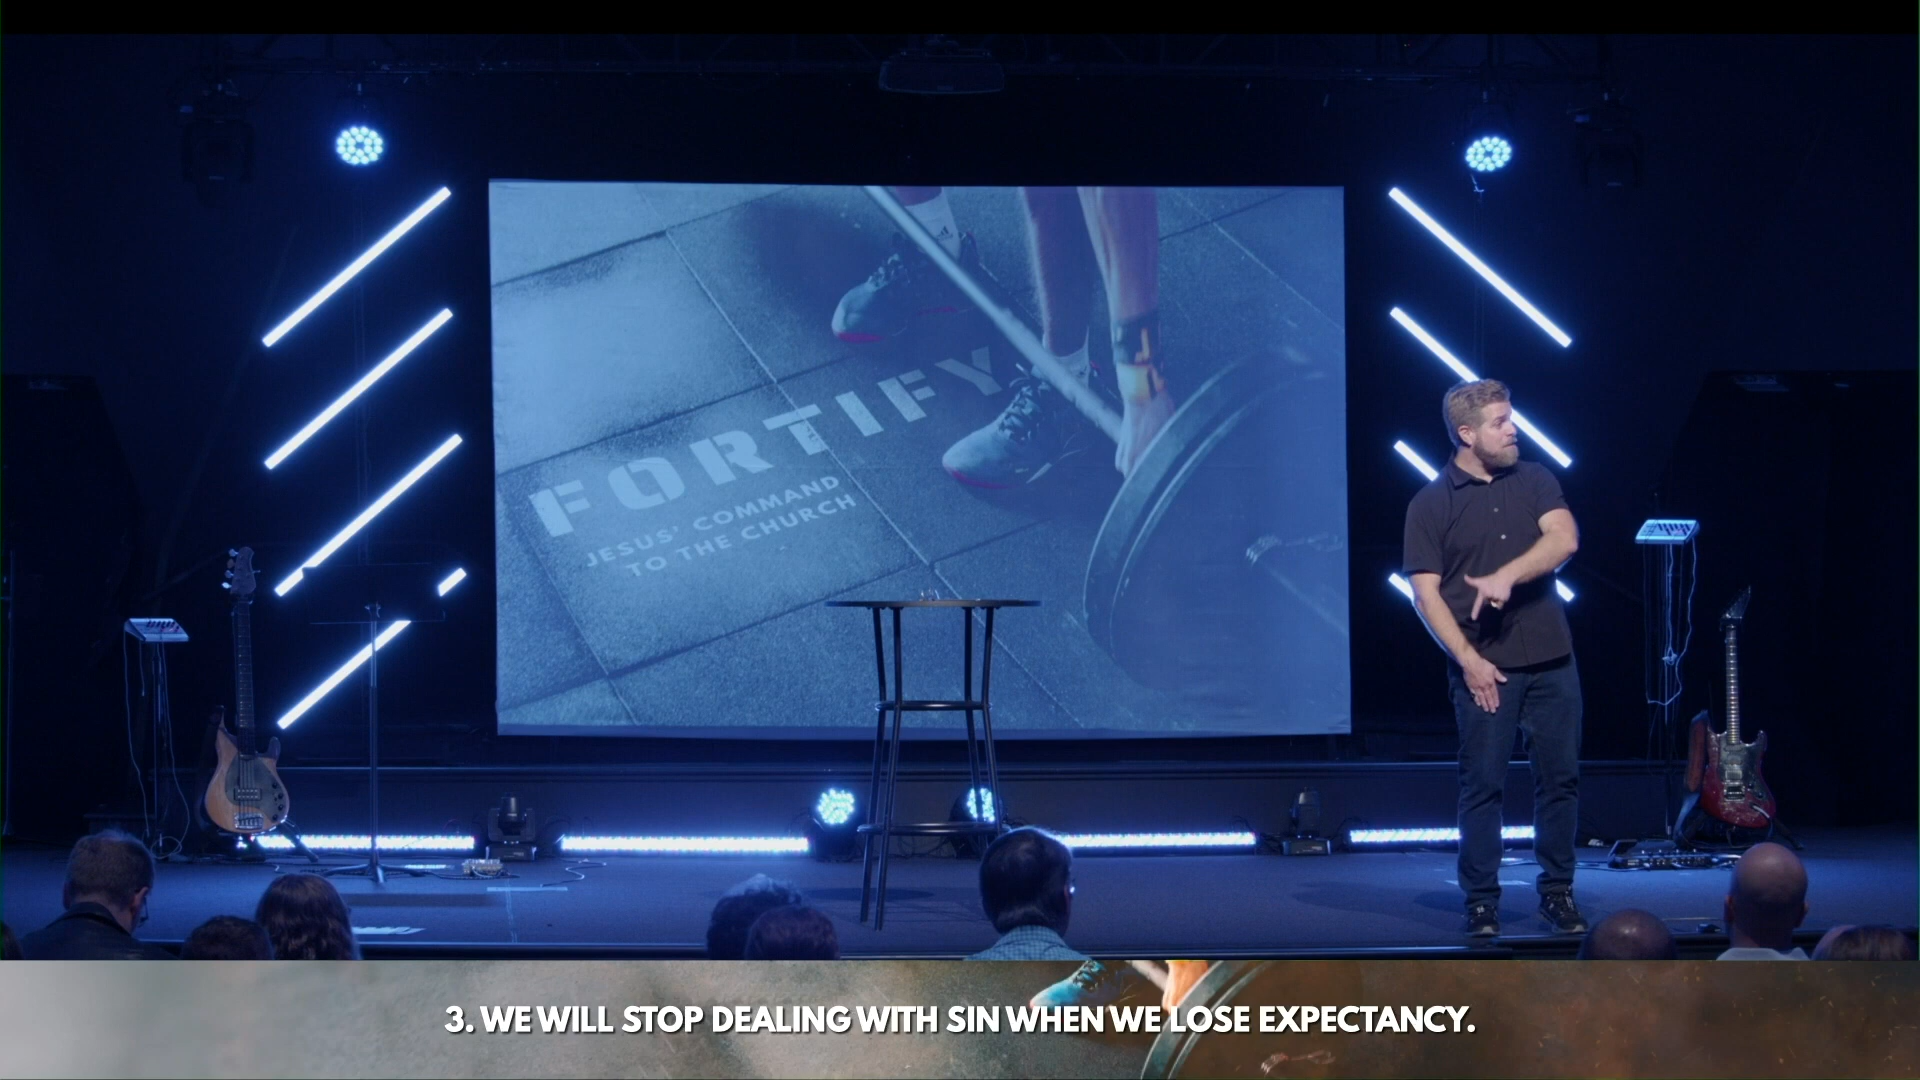 FORTIFY
JESUS' COMMAND
TO THE CHURCH
3. WE WILL STOP DEALING WITH SIN WHEN WE LOSE EXPECTANCY.